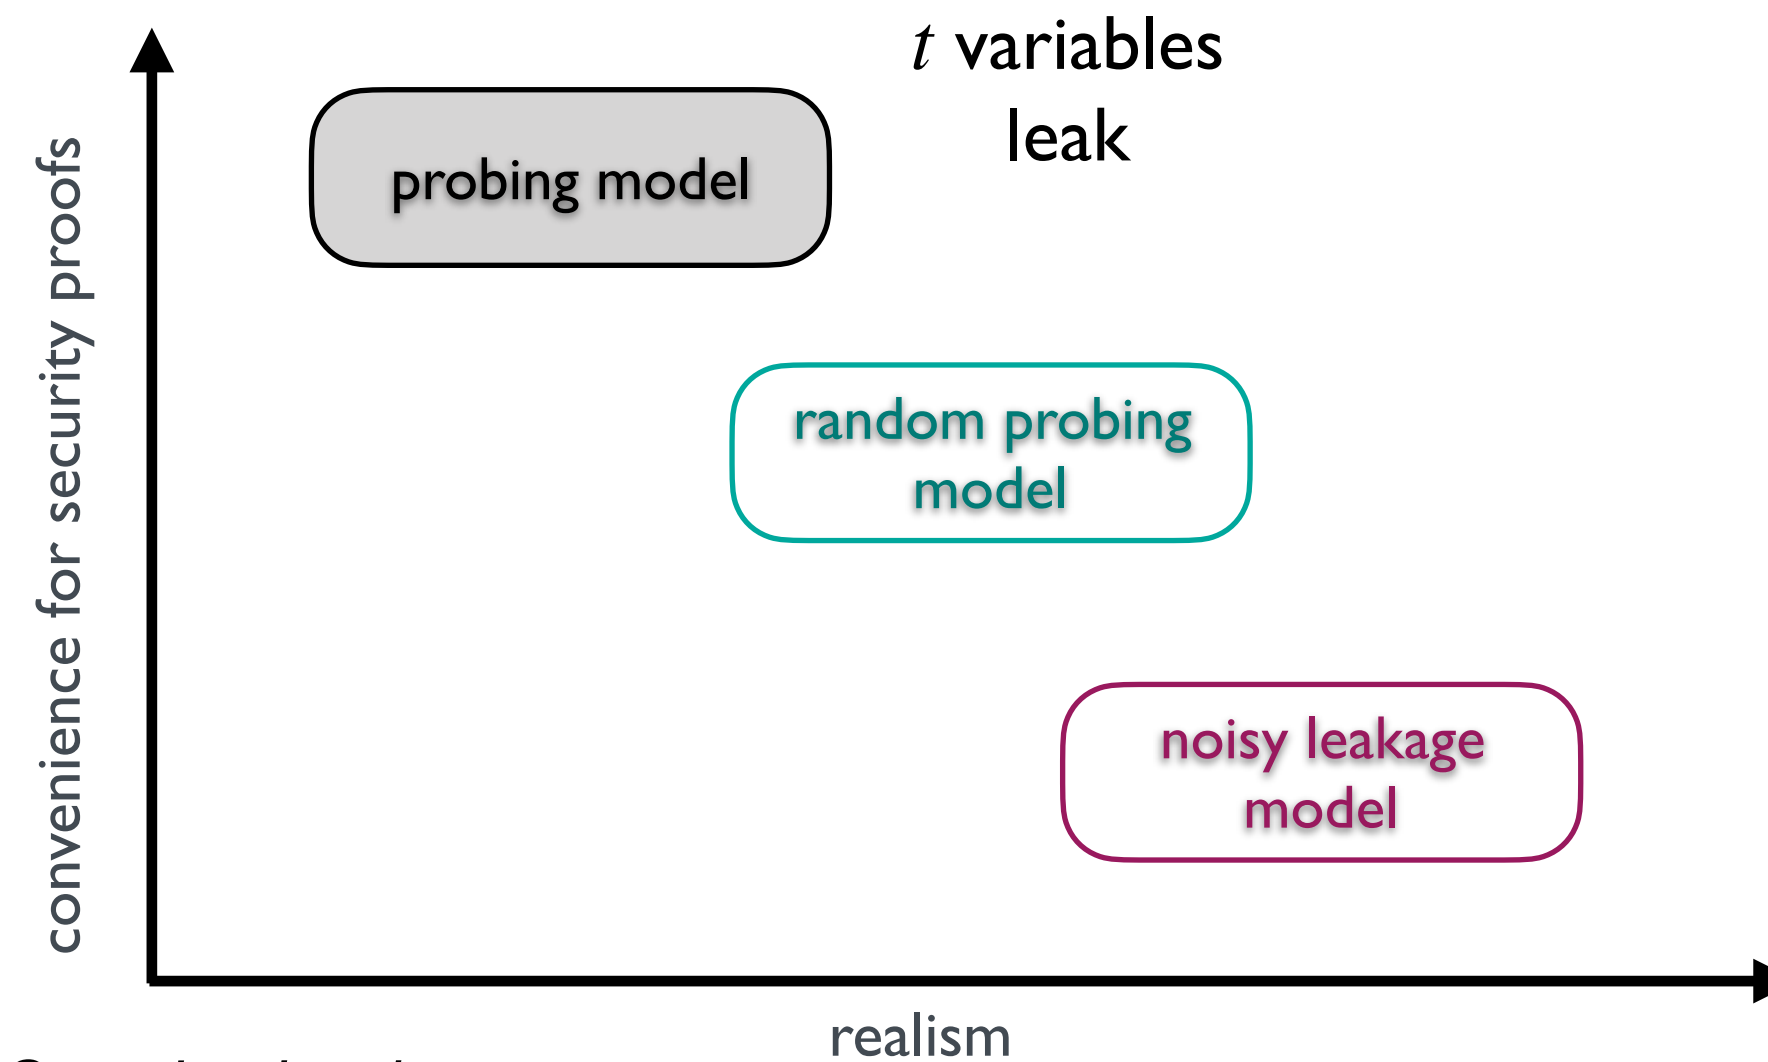 t variables
leak
probing model
convenience for security proofs
random probing
model
noisy leakage
model
realism